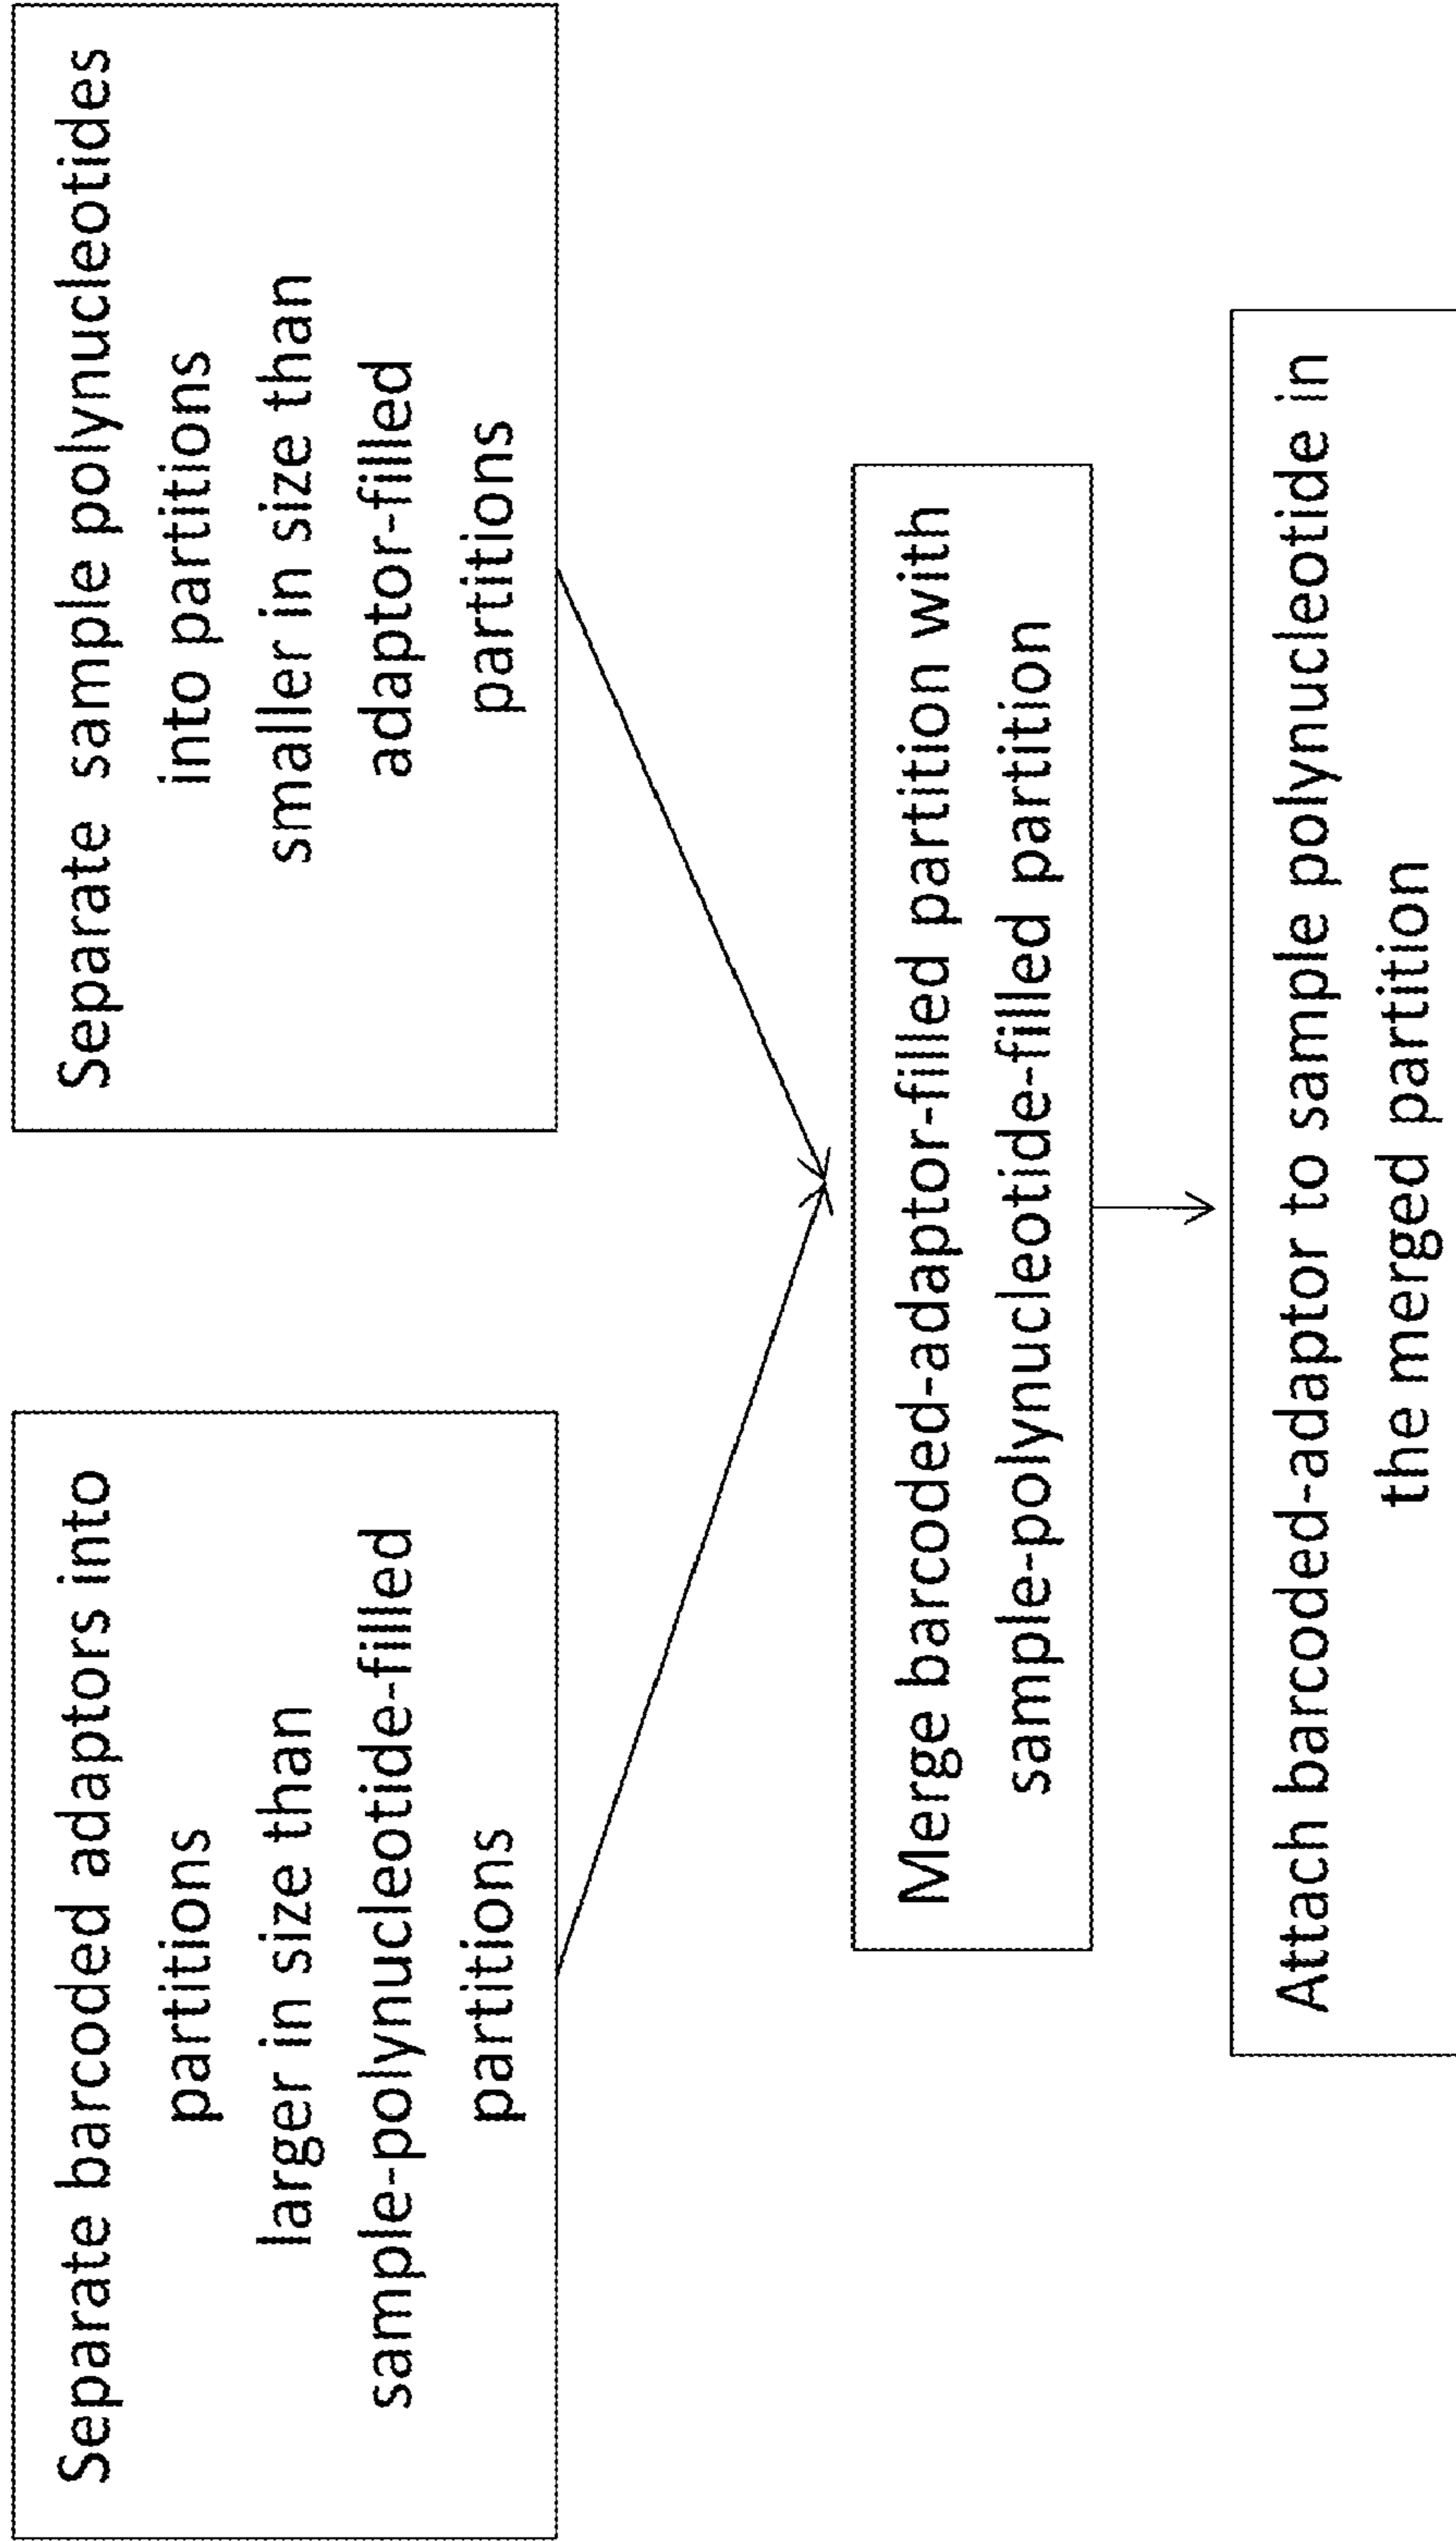 Separate barcoded adaptors into
partitions
larger in size than
sample-polynucleotide-filled
partitions
Separate sample polynucleotides
into partitions
smaller in size than
adaptor-filled
partitions
Merge barcoded-adaptor-filled partition with
sample-polynucleotide-filled partition
Attach barcoded-adaptor to sample polynucleotide in
the merged partition